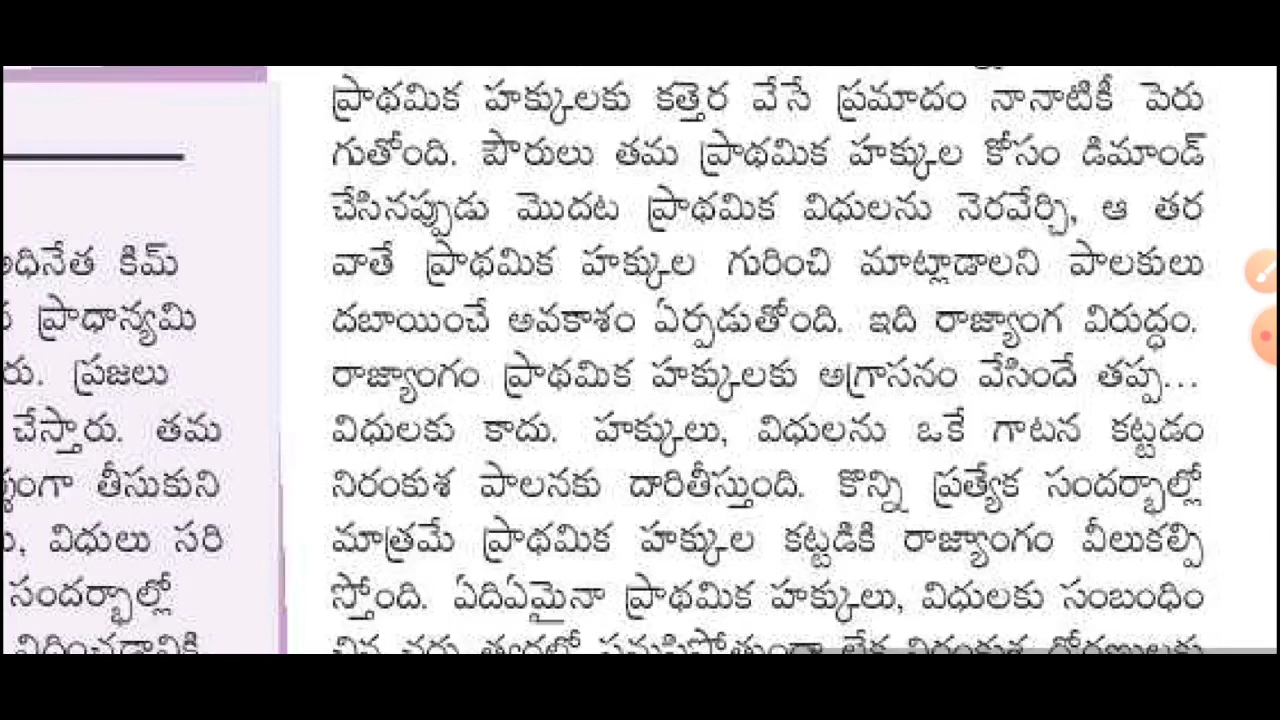 అధినేత కిమ్
ప్రాధాన్యమి
రు. ప్రజలు
చేస్తారు. తమ
తీసుకుని
విధులు సరి
సందర్భాల్లో
ప్రాథమిక హక్కులకు కత్తెర వేసే ప్రమాదం నానాటికీ పెరు
గుతోంది. పౌరులు తమ ప్రాథమిక హక్కుల కోసం డిమాండ్
చేసినప్పుడు మొదట ప్రాథమిక విధులను నెరవేర్చి, ఆ తర
వాతే ప్రాథమిక హక్కుల గురించి మాట్లాడాలని పాలకులు
దబాయించే అవకాశం ఏర్పడుతోంది. ఇది రాజ్యాంగ విరుద్ధం.
రాజ్యాంగం ప్రాథమిక హక్కులకు అగ్రాసనం వేసిందే తప్ప...
విధులకు కాదు. హక్కులు, విధులను ఒకే గాటన కట్టడం
నిరంకుశ పాలనకు దారితీస్తుంది. కొన్ని ప్రత్యేక సందర్భాల్లో
మాత్రమే ప్రాథమిక హక్కుల కట్టడికి రాజ్యాంగం వీలుకల్పి
స్తోంది. ఏదిఏమైనా ప్రాథమిక హక్కులు, విధులకు సంబంధిం